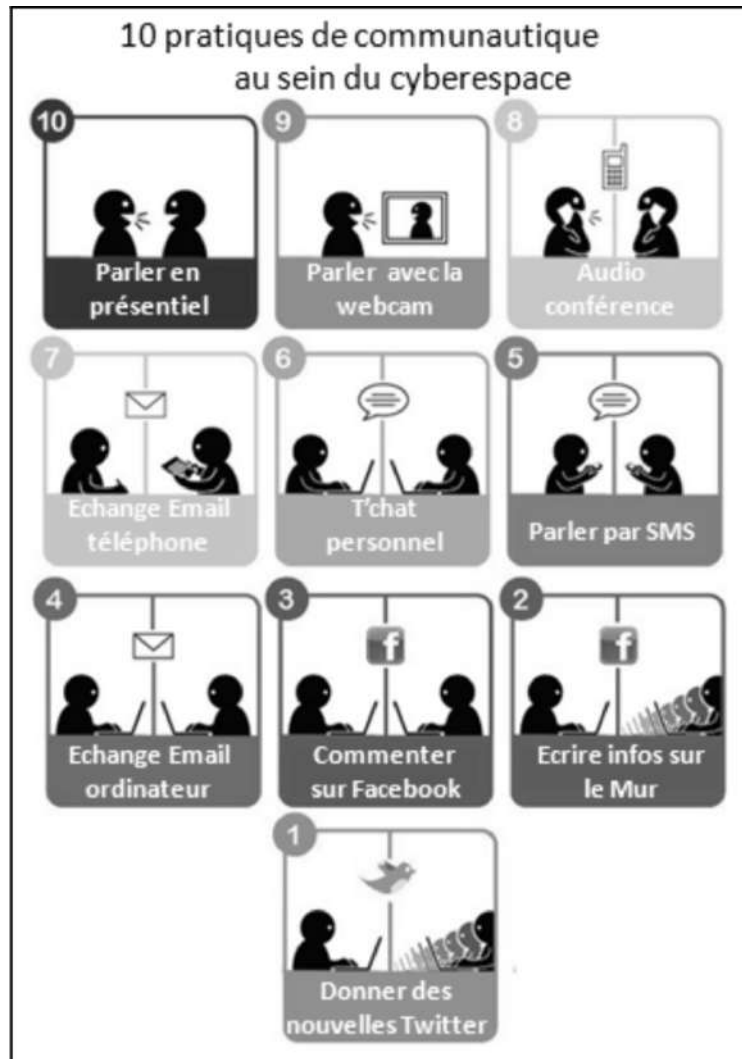 10 pratiques de communautique
au sein du cyberespace
10
Parler en
présentiel
9
Parler avec la
webcam
8
Audio
conférence
7
Echange Email
téléphone
6
T'chat
personnel
5
Parler par SMS
4
Echange Email
ordinateur
3
f
Commenter
sur Facebook
2
f
Ecrire infos sur
le Mur
1
Donner des
nouvelles Twitter